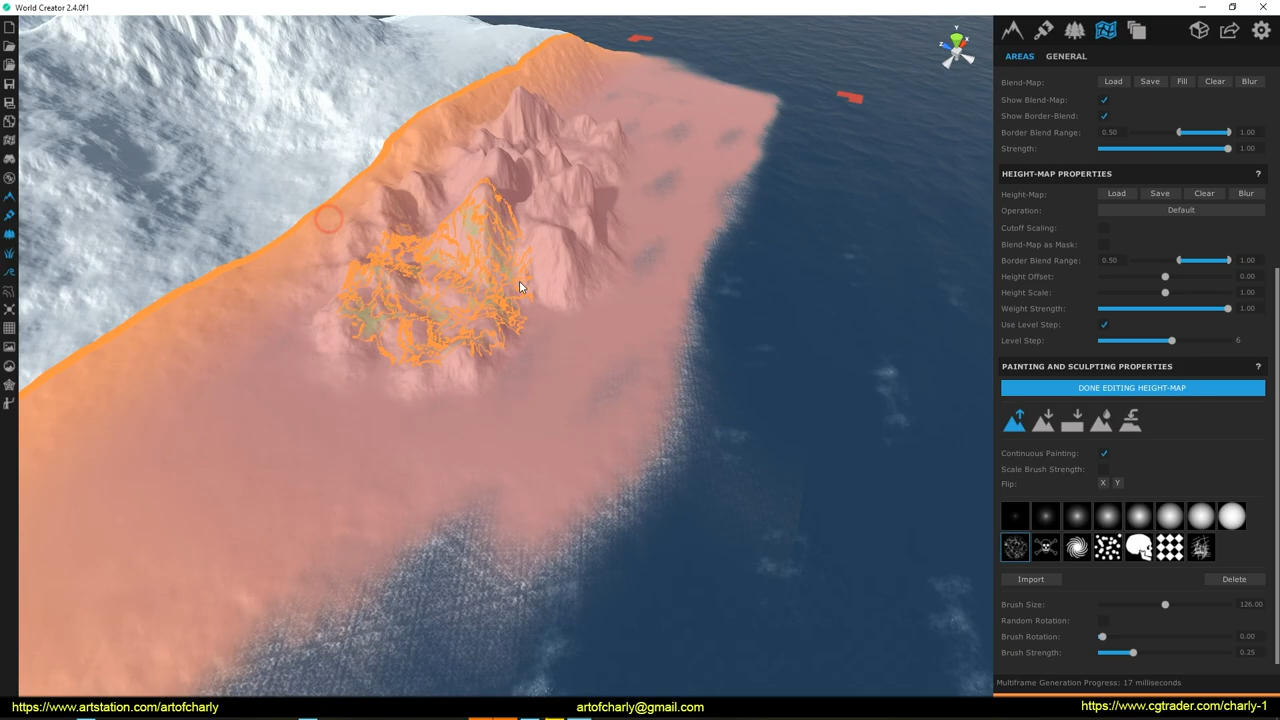 World Creator 2.4.0f1
AREAS GENERAL
Blend-Map: Load Save Fill Clear Blur
Show Blend-Map:
Show Border-Blend:
Border Blend Range: 0.50 1.00
Strength: 1.00
HEIGHT-MAP PROPERTIES ?
Height-Map: Load Save Clear Blur
Operation: Default
Cutoff Scaling:
Blend-Map as Mask:
Border Blend Range: 0.50 1.00
Height Offset: 0.00
Height Scale: 1.00
Weight Strength: 1.00
Use Level Step:
Level Step: 6
PAINTING AND SCULPTING PROPERTIES ?
DONE EDITING HEIGHT-MAP
Continuous Painting:
Scale Brush Strength:
Flip: X Y
Import Delete
Brush Size: 126.00
Random Rotation:
Brush Rotation: 0.00
Brush Strength: 0.25
Multiframe Generation Progress: 17 milliseconds
https://www.artstation.com/artofcharly artofcharly@gmail.com https://www.cgtrader.com/charly-1